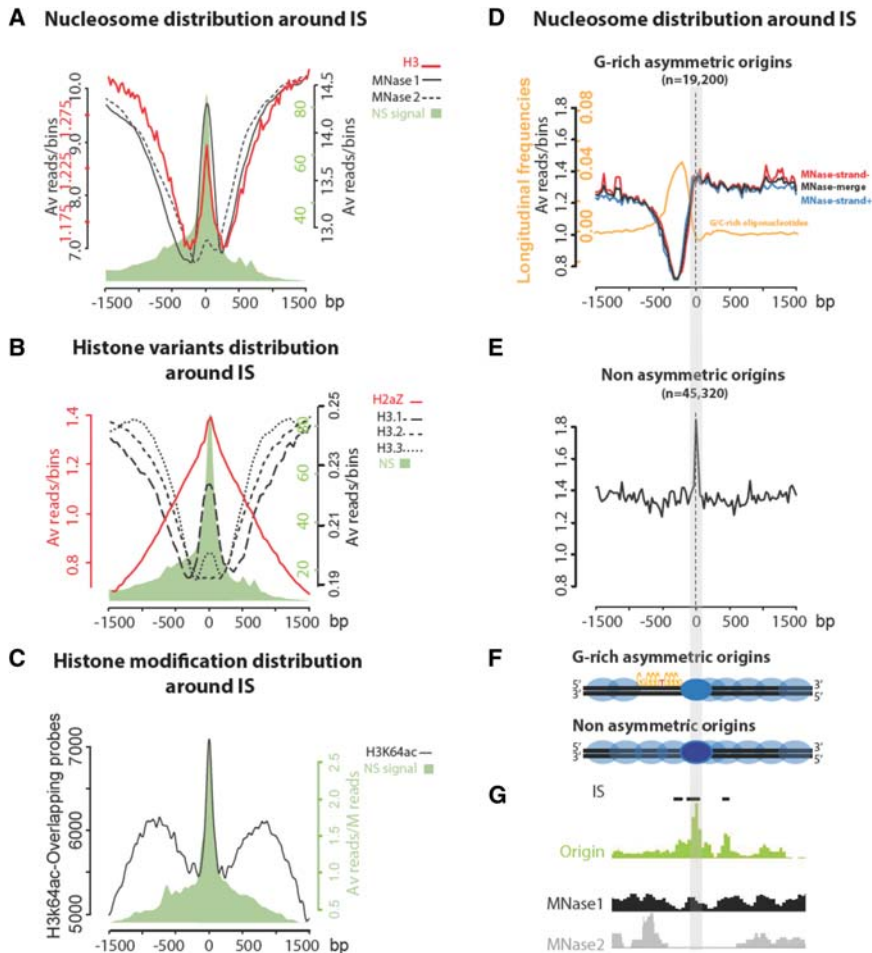 A
Nucleosome distribution around IS
H3
MNase 1
MNase 2
NS signal
Av reads/bins
1.175 1.225 1.275
7.0 8.0 9.0 10.0
40 60 80
13.0 13.5 14.0 14.5
Av reads/bins
-1500 -500 0 500 1500 bp
B
Histone variants distribution
around IS
H2aZ
H3.1
H3.2
H3.3
NS
Av reads/bins
0.8 1.0 1.2 1.4
20 40 60 80
0.19 0.21 0.23 0.25
Av reads/bins
-1500 -500 0 500 1500 bp
C
Histone modification distribution
around IS
H3K64ac
NS signal
H3k64ac-Overlapping probes
5000 6000 7000
0.5 1.0 1.5 2.0 2.5
Av reads/M reads
-1500 -500 0 500 1500 bp
D
Nucleosome distribution around IS
G-rich asymmetric origins
(n=19,200)
Longitudinal frequencies
0.00 0.04 0.08
Av reads/bins
0.8 1.0 1.2 1.4 1.6 1.8
MNase-strand-
MNase-merge
MNase-strand+
G/C-rich oligonucleotides
-1500 -500 0 500 1500 bp
E
Non asymmetric origins
(n=45,320)
Av reads/bins
0.8 1.0 1.2 1.4 1.6 1.8
-1500 -500 0 500 1500 bp
F
G-rich asymmetric origins
5' 3'
3' 5'
Non asymmetric origins
5' 3'
3' 5'
G
IS
Origin
MNase1
MNase2